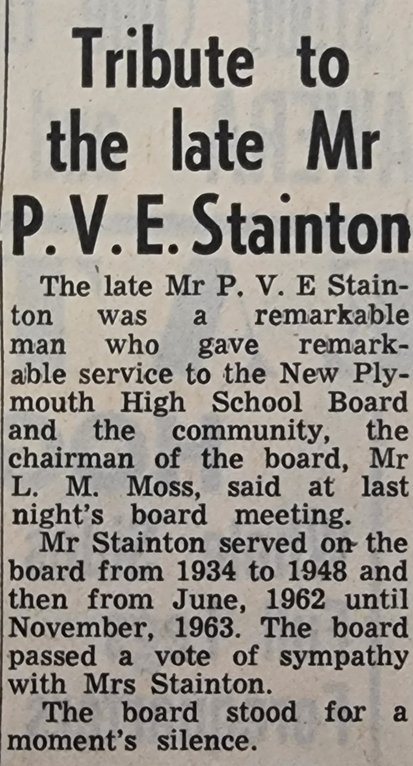 Tribute to
the late Mr
P. V. E. Stainton
The late Mr P. V. E Stain-
ton was a remarkable
man who gave remark-
able service to the New Ply-
mouth High School Board
and the community, the
chairman of the board, Mr
L. M. Moss, said at last
night's board meeting.
Mr Stainton served on the
board from 1934 to 1948 and
then from June, 1962 until
November, 1963. The board
passed a vote of sympathy
with Mrs Stainton.
The board stood for a
moment's silence.